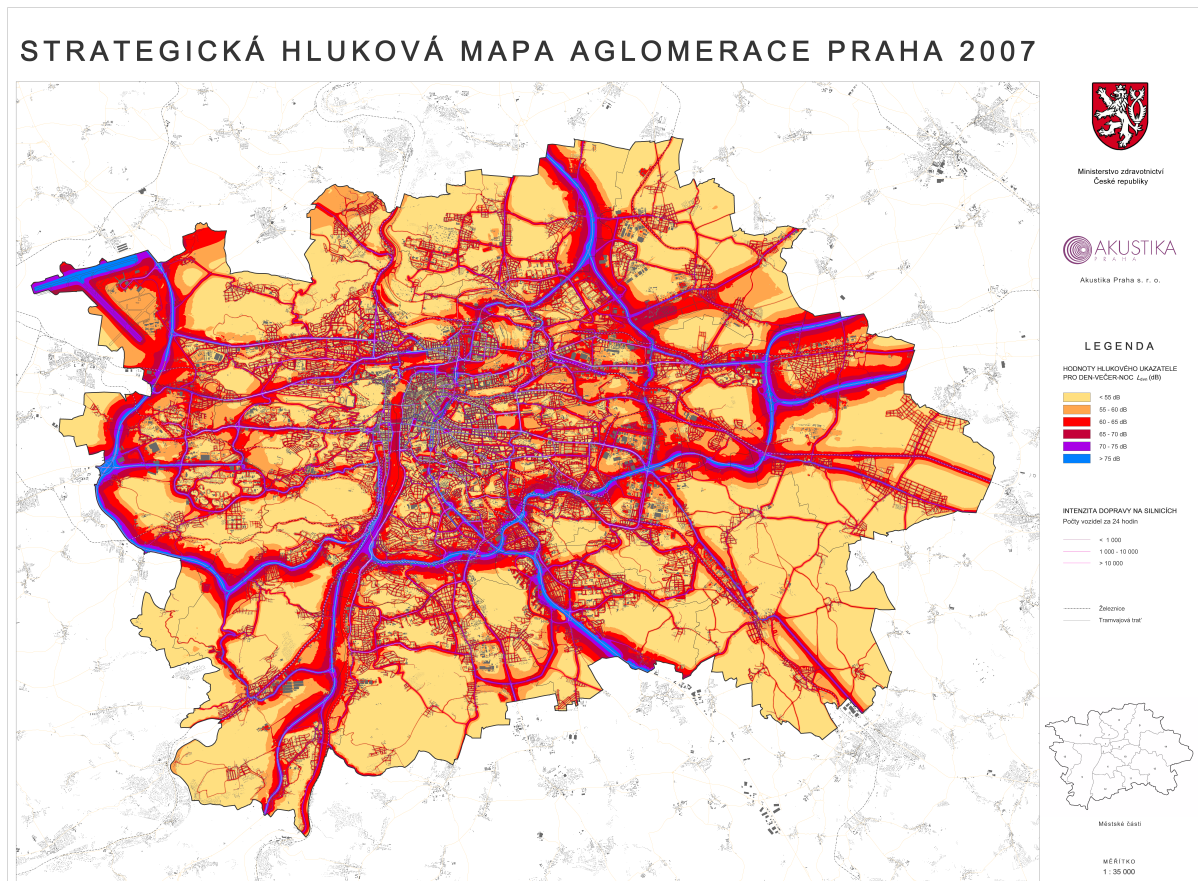 STRATEGICKÁ HLUKOVÁ MAPA AGLOMERACE PRAHA 2007
Ministerstvo zdravotnictví
České republiky
AKUSTIKA
PRAHA
Akustika Praha s. r. o.
LEGENDA
HODNOTY HLUKOVÉHO UKAZATELE
PRO DEN-VEČER-NOC Ldvn (dB)
< 55 dB
55 - 60 dB
60 - 65 dB
65 - 70 dB
70 - 75 dB
> 75 dB
INTENZITA DOPRAVY NA SILNICÍCH
Počty vozidel za 24 hodin
< 1 000
1 000 - 10 000
> 10 000
Železnice
Tramvajová trať
Městské části
MĚŘÍTKO
1 : 35 000